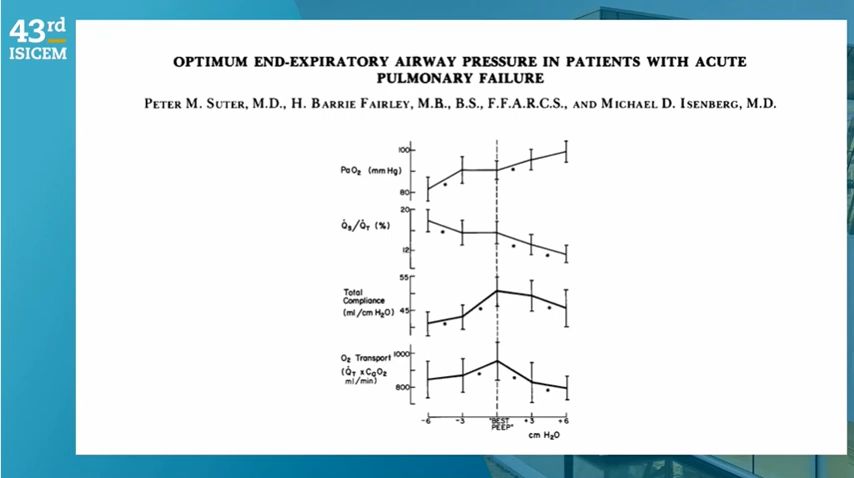 43rd
ISICEM
OPTIMUM END-EXPIRATORY AIRWAY PRESSURE IN PATIENTS WITH ACUTE
PULMONARY FAILURE
PETER M. SUTER, M.D., H. BARRIE FAIRLEY, M.B., B.S., F.F.A.R.C.S., AND MICHAEL D. ISENBERG, M.D.
100
PaO₂ (mm Hg)
80
20
Q̇s/Q̇T (%)
12
55
Total
Compliance
(ml/cm H₂O) 45
O₂ Transport 1000
(Q̇T x CaO₂
ml/min) 800
-6 -3 "BEST +3 +6
PEEP"
cm H₂O